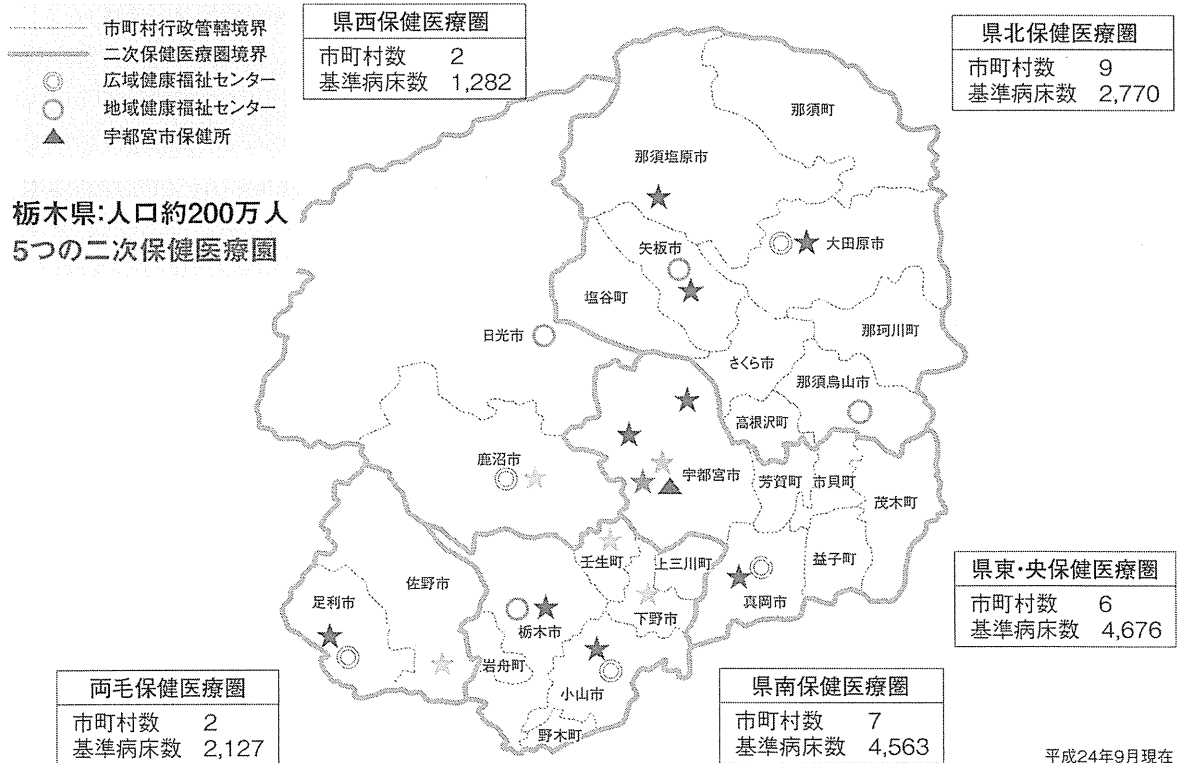 市町村行政管轄境界
二次保健医療圏境界
広域健康福祉センター
地域健康福祉センター
宇都宮市保健所
栃木県:人口約200万人
5つの二次保健医療園
県西保健医療圏
市町村数 2
基準病床数 1,282
県北保健医療圏
市町村数 9
基準病床数 2,770
那須町
那須塩原市
大田原市
矢板市
塩谷町
那珂川町
日光市
さくら市
那須烏山市
高根沢町
鹿沼市
宇都宮市
芳賀町
市貝町
茂木町
益子町
真岡市
壬生町
上三川町
下野市
佐野市
足利市
栃木市
岩舟町
小山市
野木町
県東・央保健医療圏
市町村数 6
基準病床数 4,676
両毛保健医療圏
市町村数 2
基準病床数 2,127
県南保健医療圏
市町村数 7
基準病床数 4,563
平成24年9月現在